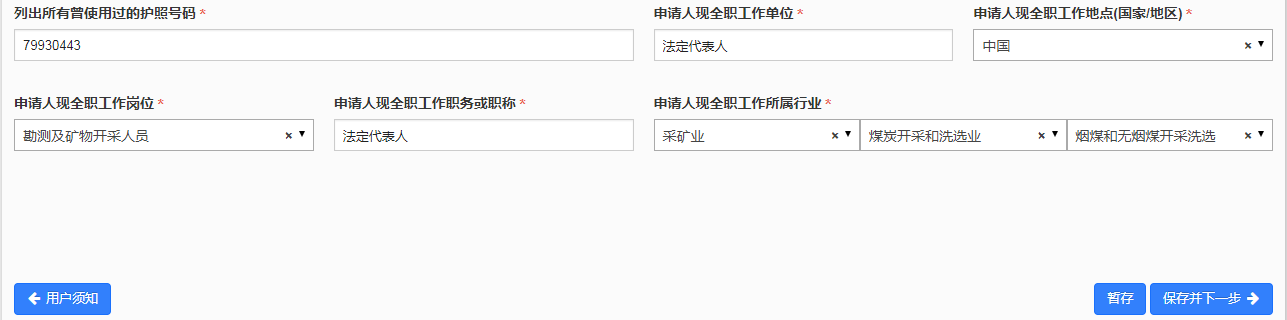 列出所有曾使用过的护照号码 * 申请人现全职工作单位 * 申请人现全职工作地点(国家/地区) *
79930443 法定代表人 中国 × ▼
申请人现全职工作岗位 * 申请人现全职工作职务或职称 * 申请人现全职工作所属行业 *
勘测及矿物开采人员 × ▼ 法定代表人 采矿业 × ▼ 煤炭开采和洗选业 × ▼ 烟煤和无烟煤开采洗选 × ▼
← 用户须知 暂存 保存并下一步 →